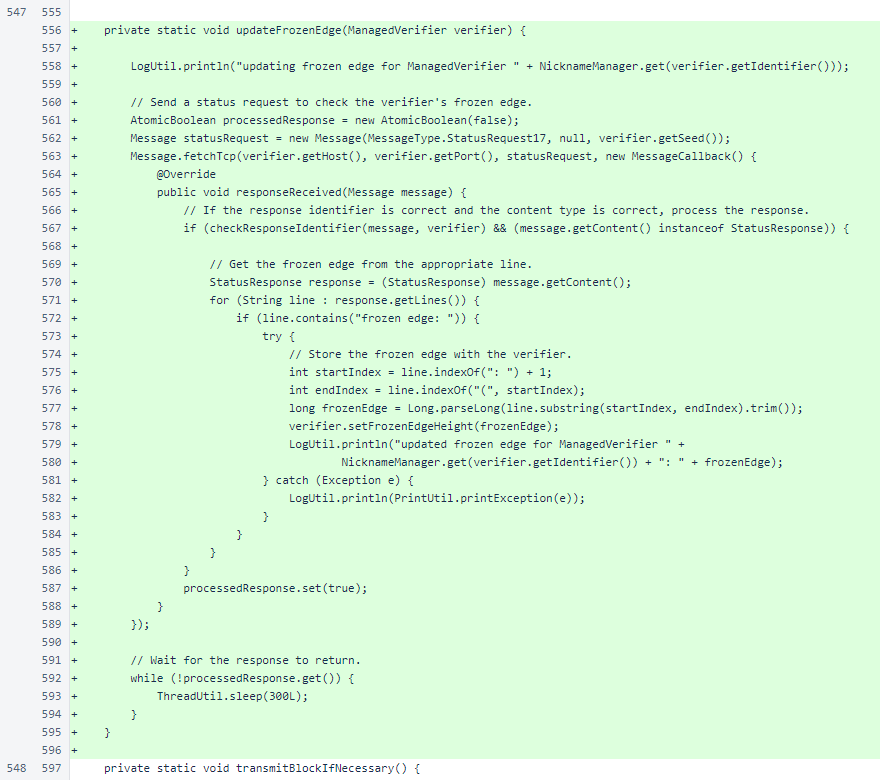 547 555
556 + private static void updateFrozenEdge(ManagedVerifier verifier) {
557 +
558 + LogUtil.println("updating frozen edge for ManagedVerifier " + NicknameManager.get(verifier.getIdentifier()));
559 +
560 + // Send a status request to check the verifier's frozen edge.
561 + AtomicBoolean processedResponse = new AtomicBoolean(false);
562 + Message statusRequest = new Message(MessageType.StatusRequest17, null, verifier.getSeed());
563 + Message.fetchTcp(verifier.getHost(), verifier.getPort(), statusRequest, new MessageCallback() {
564 + @Override
565 + public void responseReceived(Message message) {
566 + // If the response identifier is correct and the content type is correct, process the response.
567 + if (checkResponseIdentifier(message, verifier) && (message.getContent() instanceof StatusResponse)) {
568 +
569 + // Get the frozen edge from the appropriate line.
570 + StatusResponse response = (StatusResponse) message.getContent();
571 + for (String line : response.getLines()) {
572 + if (line.contains("frozen edge: ")) {
573 + try {
574 + // Store the frozen edge with the verifier.
575 + int startIndex = line.indexOf(": ") + 1;
576 + int endIndex = line.indexOf("(", startIndex);
577 + long frozenEdge = Long.parseLong(line.substring(startIndex, endIndex).trim());
578 + verifier.setFrozenEdgeHeight(frozenEdge);
579 + LogUtil.println("updated frozen edge for ManagedVerifier " +
580 + NicknameManager.get(verifier.getIdentifier()) + ": " + frozenEdge);
581 + } catch (Exception e) {
582 + LogUtil.println(PrintUtil.printException(e));
583 + }
584 + }
585 + }
586 + }
587 + processedResponse.set(true);
588 + }
589 + });
590 +
591 + // Wait for the response to return.
592 + while (!processedResponse.get()) {
593 + ThreadUtil.sleep(300L);
594 + }
595 + }
596 +
548 597 private static void transmitBlockIfNecessary() {